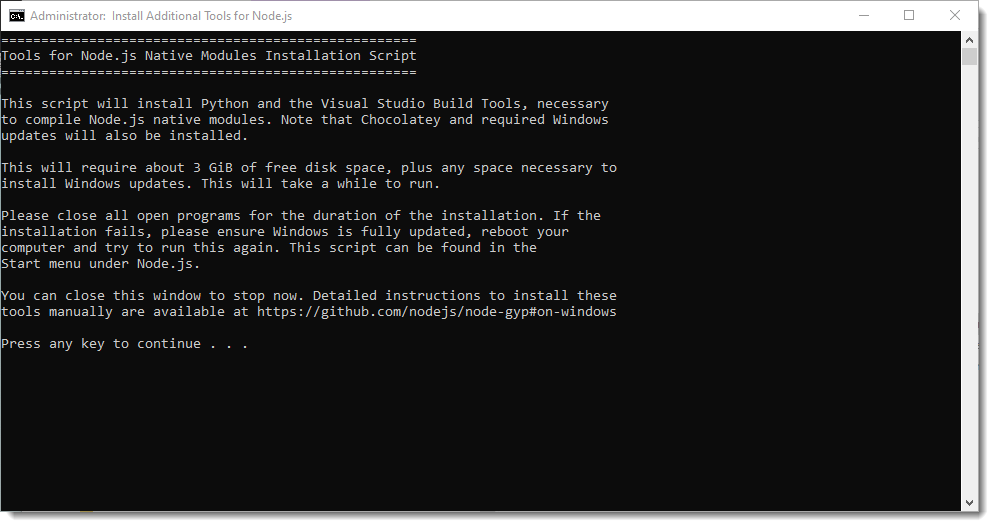 Administrator:  Install Additional Tools for Node.js
====================================================
Tools for Node.js Native Modules Installation Script
====================================================
This script will install Python and the Visual Studio Build Tools, necessary
to compile Node.js native modules. Note that Chocolatey and required Windows
updates will also be installed.
This will require about 3 GiB of free disk space, plus any space necessary to
install Windows updates. This will take a while to run.
Please close all open programs for the duration of the installation. If the
installation fails, please ensure Windows is fully updated, reboot your
computer and try to run this again. This script can be found in the
Start menu under Node.js.
You can close this window to stop now. Detailed instructions to install these
tools manually are available at https://github.com/nodejs/node-gyp#on-windows
Press any key to continue . . .